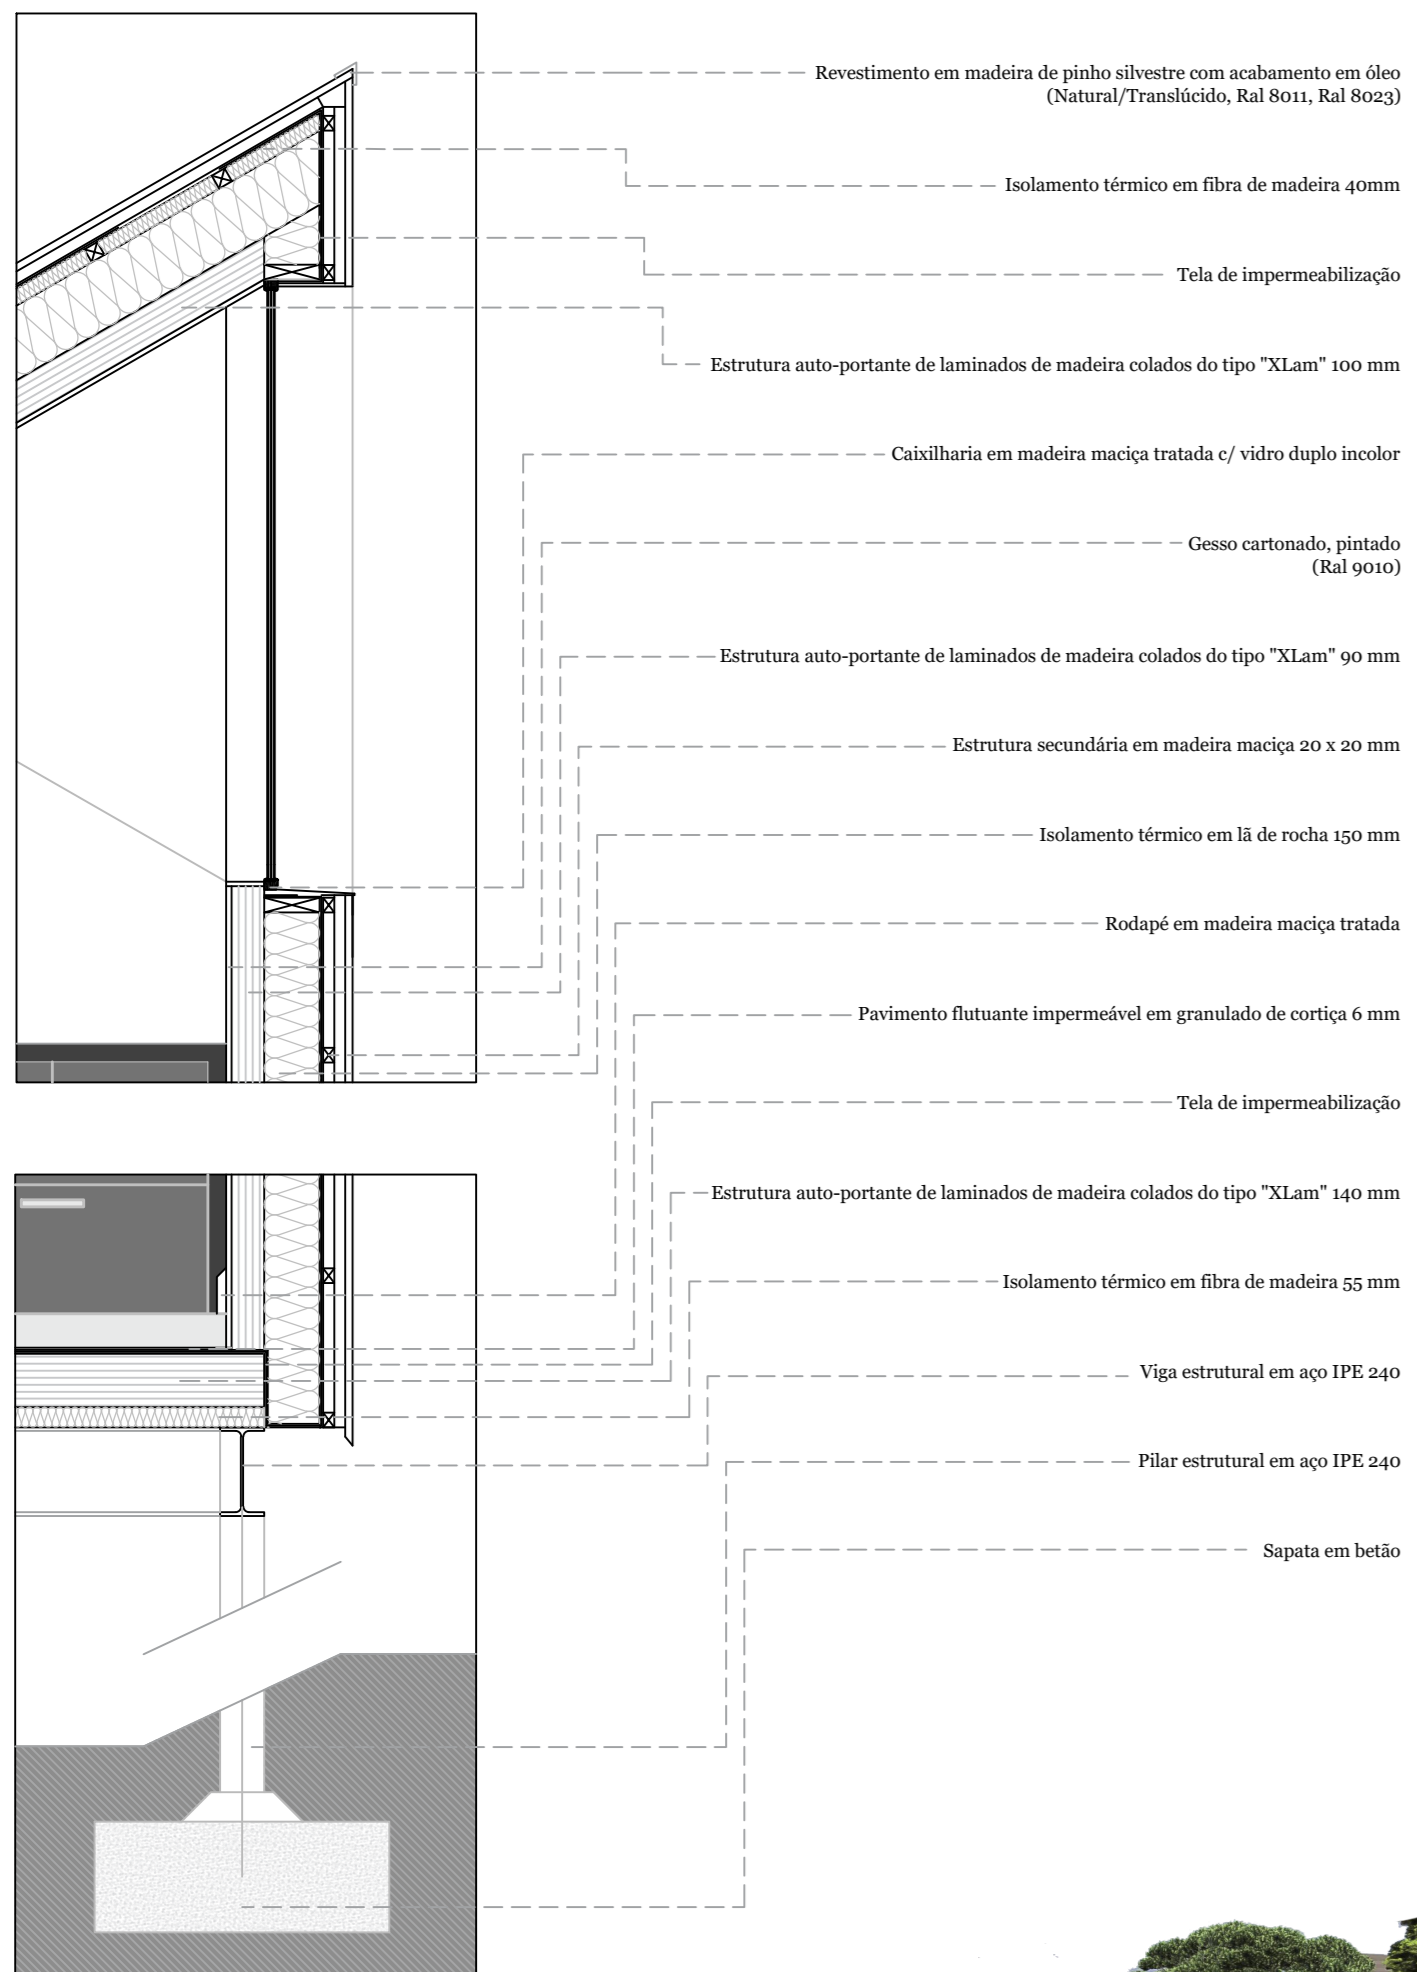 Revestimento em madeira de pinho silvestre com acabamento em óleo
(Natural/Translúcido, Ral 8011, Ral 8023)
Isolamento térmico em fibra de madeira 40mm
Tela de impermeabilização
Estrutura auto-portante de laminados de madeira colados do tipo "XLam" 100 mm
Caixilharia em madeira maciça tratada c/ vidro duplo incolor
Gesso cartonado, pintado
(Ral 9010)
Estrutura auto-portante de laminados de madeira colados do tipo "XLam" 90 mm
Estrutura secundária em madeira maciça 20 x 20 mm
Isolamento térmico em lã de rocha 150 mm
Rodapé em madeira maciça tratada
Pavimento flutuante impermeável em granulado de cortiça 6 mm
Tela de impermeabilização
Estrutura auto-portante de laminados de madeira colados do tipo "XLam" 140 mm
Isolamento térmico em fibra de madeira 55 mm
Viga estrutural em aço IPE 240
Pilar estrutural em aço IPE 240
Sapata em betão